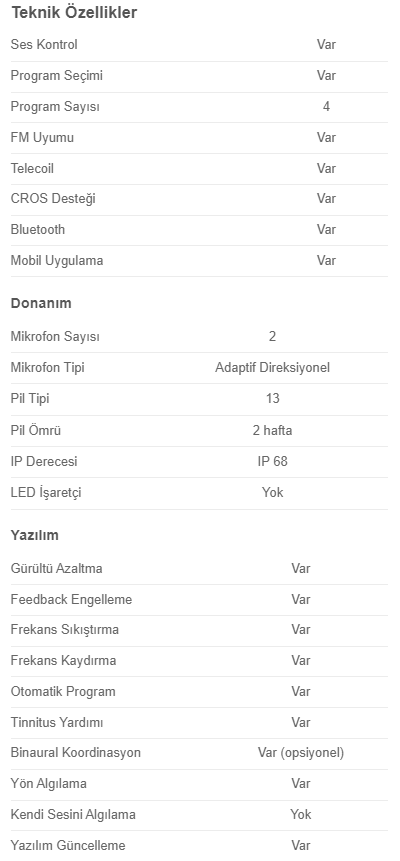 Teknik Özellikler
Ses Kontrol Var
Program Seçimi Var
Program Sayısı 4
FM Uyumu Var
Telecoil Var
CROS Desteği Var
Bluetooth Var
Mobil Uygulama Var
Donanım
Mikrofon Sayısı 2
Mikrofon Tipi Adaptif Direksiyonel
Pil Tipi 13
Pil Ömrü 2 hafta
IP Derecesi IP 68
LED İşaretçi Yok
Yazılım
Gürültü Azaltma Var
Feedback Engelleme Var
Frekans Sıkıştırma Var
Frekans Kaydırma Var
Otomatik Program Var
Tinnitus Yardımı Var
Binaural Koordinasyon Var (opsiyonel)
Yön Algılama Var
Kendi Sesini Algılama Yok
Yazılım Güncelleme Var